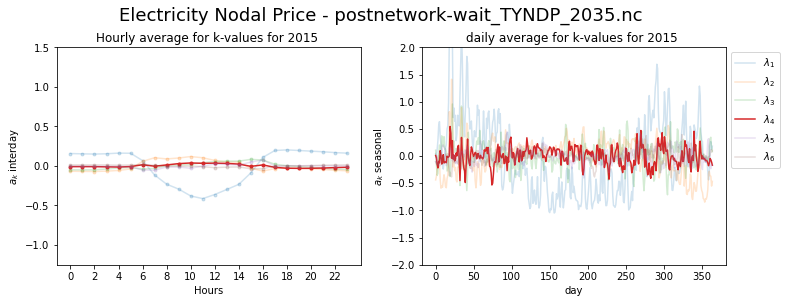 Electricity Nodal Price - postnetwork-wait_TYNDP_2035.nc
Hourly average for k-values for 2015
daily average for k-values for 2015
1.5
1.0
0.5
0.0
−0.5
−1.0
a_k interday
0 2 4 6 8 10 12 14 16 18 20 22
Hours
2.0
1.5
1.0
0.5
0.0
−0.5
−1.0
−1.5
−2.0
a_k seasonal
0 50 100 150 200 250 300 350
day
λ₁
λ₂
λ₃
λ₄
λ₅
λ₆